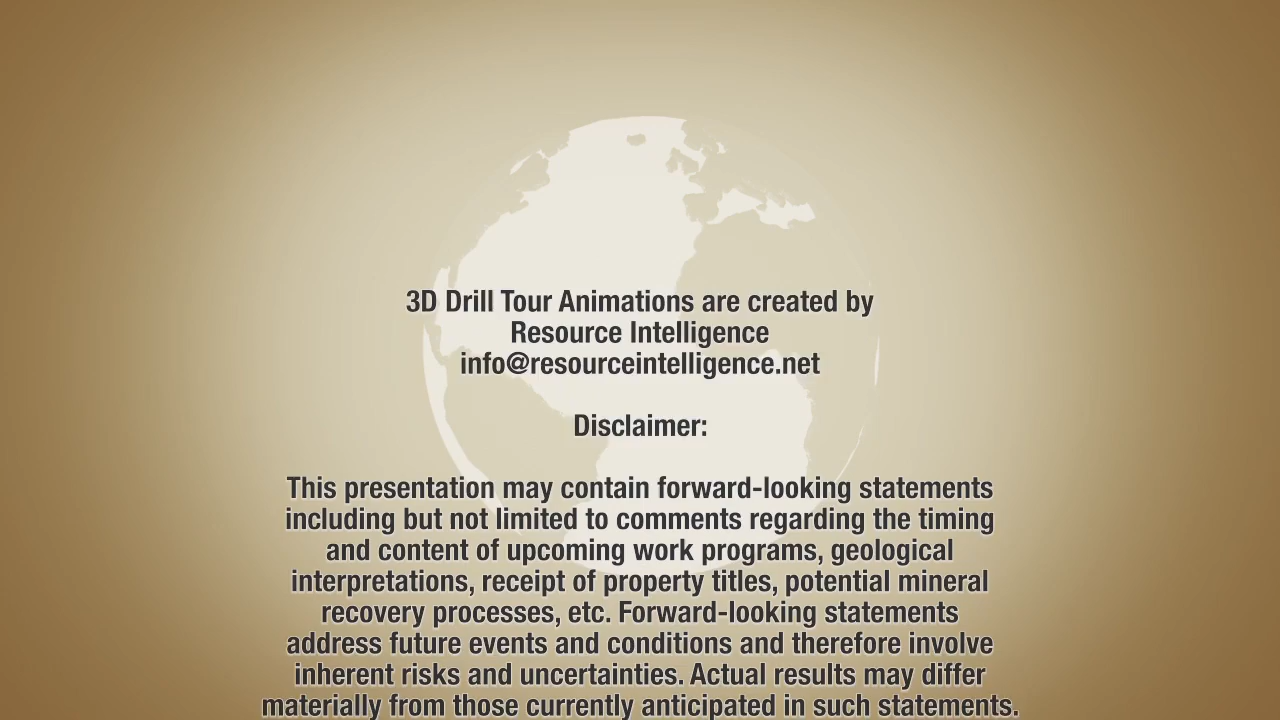 3D Drill Tour Animations are created by
Resource Intelligence
info@resourceintelligence.net
Disclaimer:
This presentation may contain forward-looking statements
including but not limited to comments regarding the timing
and content of upcoming work programs, geological
interpretations, receipt of property titles, potential mineral
recovery processes, etc. Forward-looking statements
address future events and conditions and therefore involve
inherent risks and uncertainties. Actual results may differ
materially from those currently anticipated in such statements.